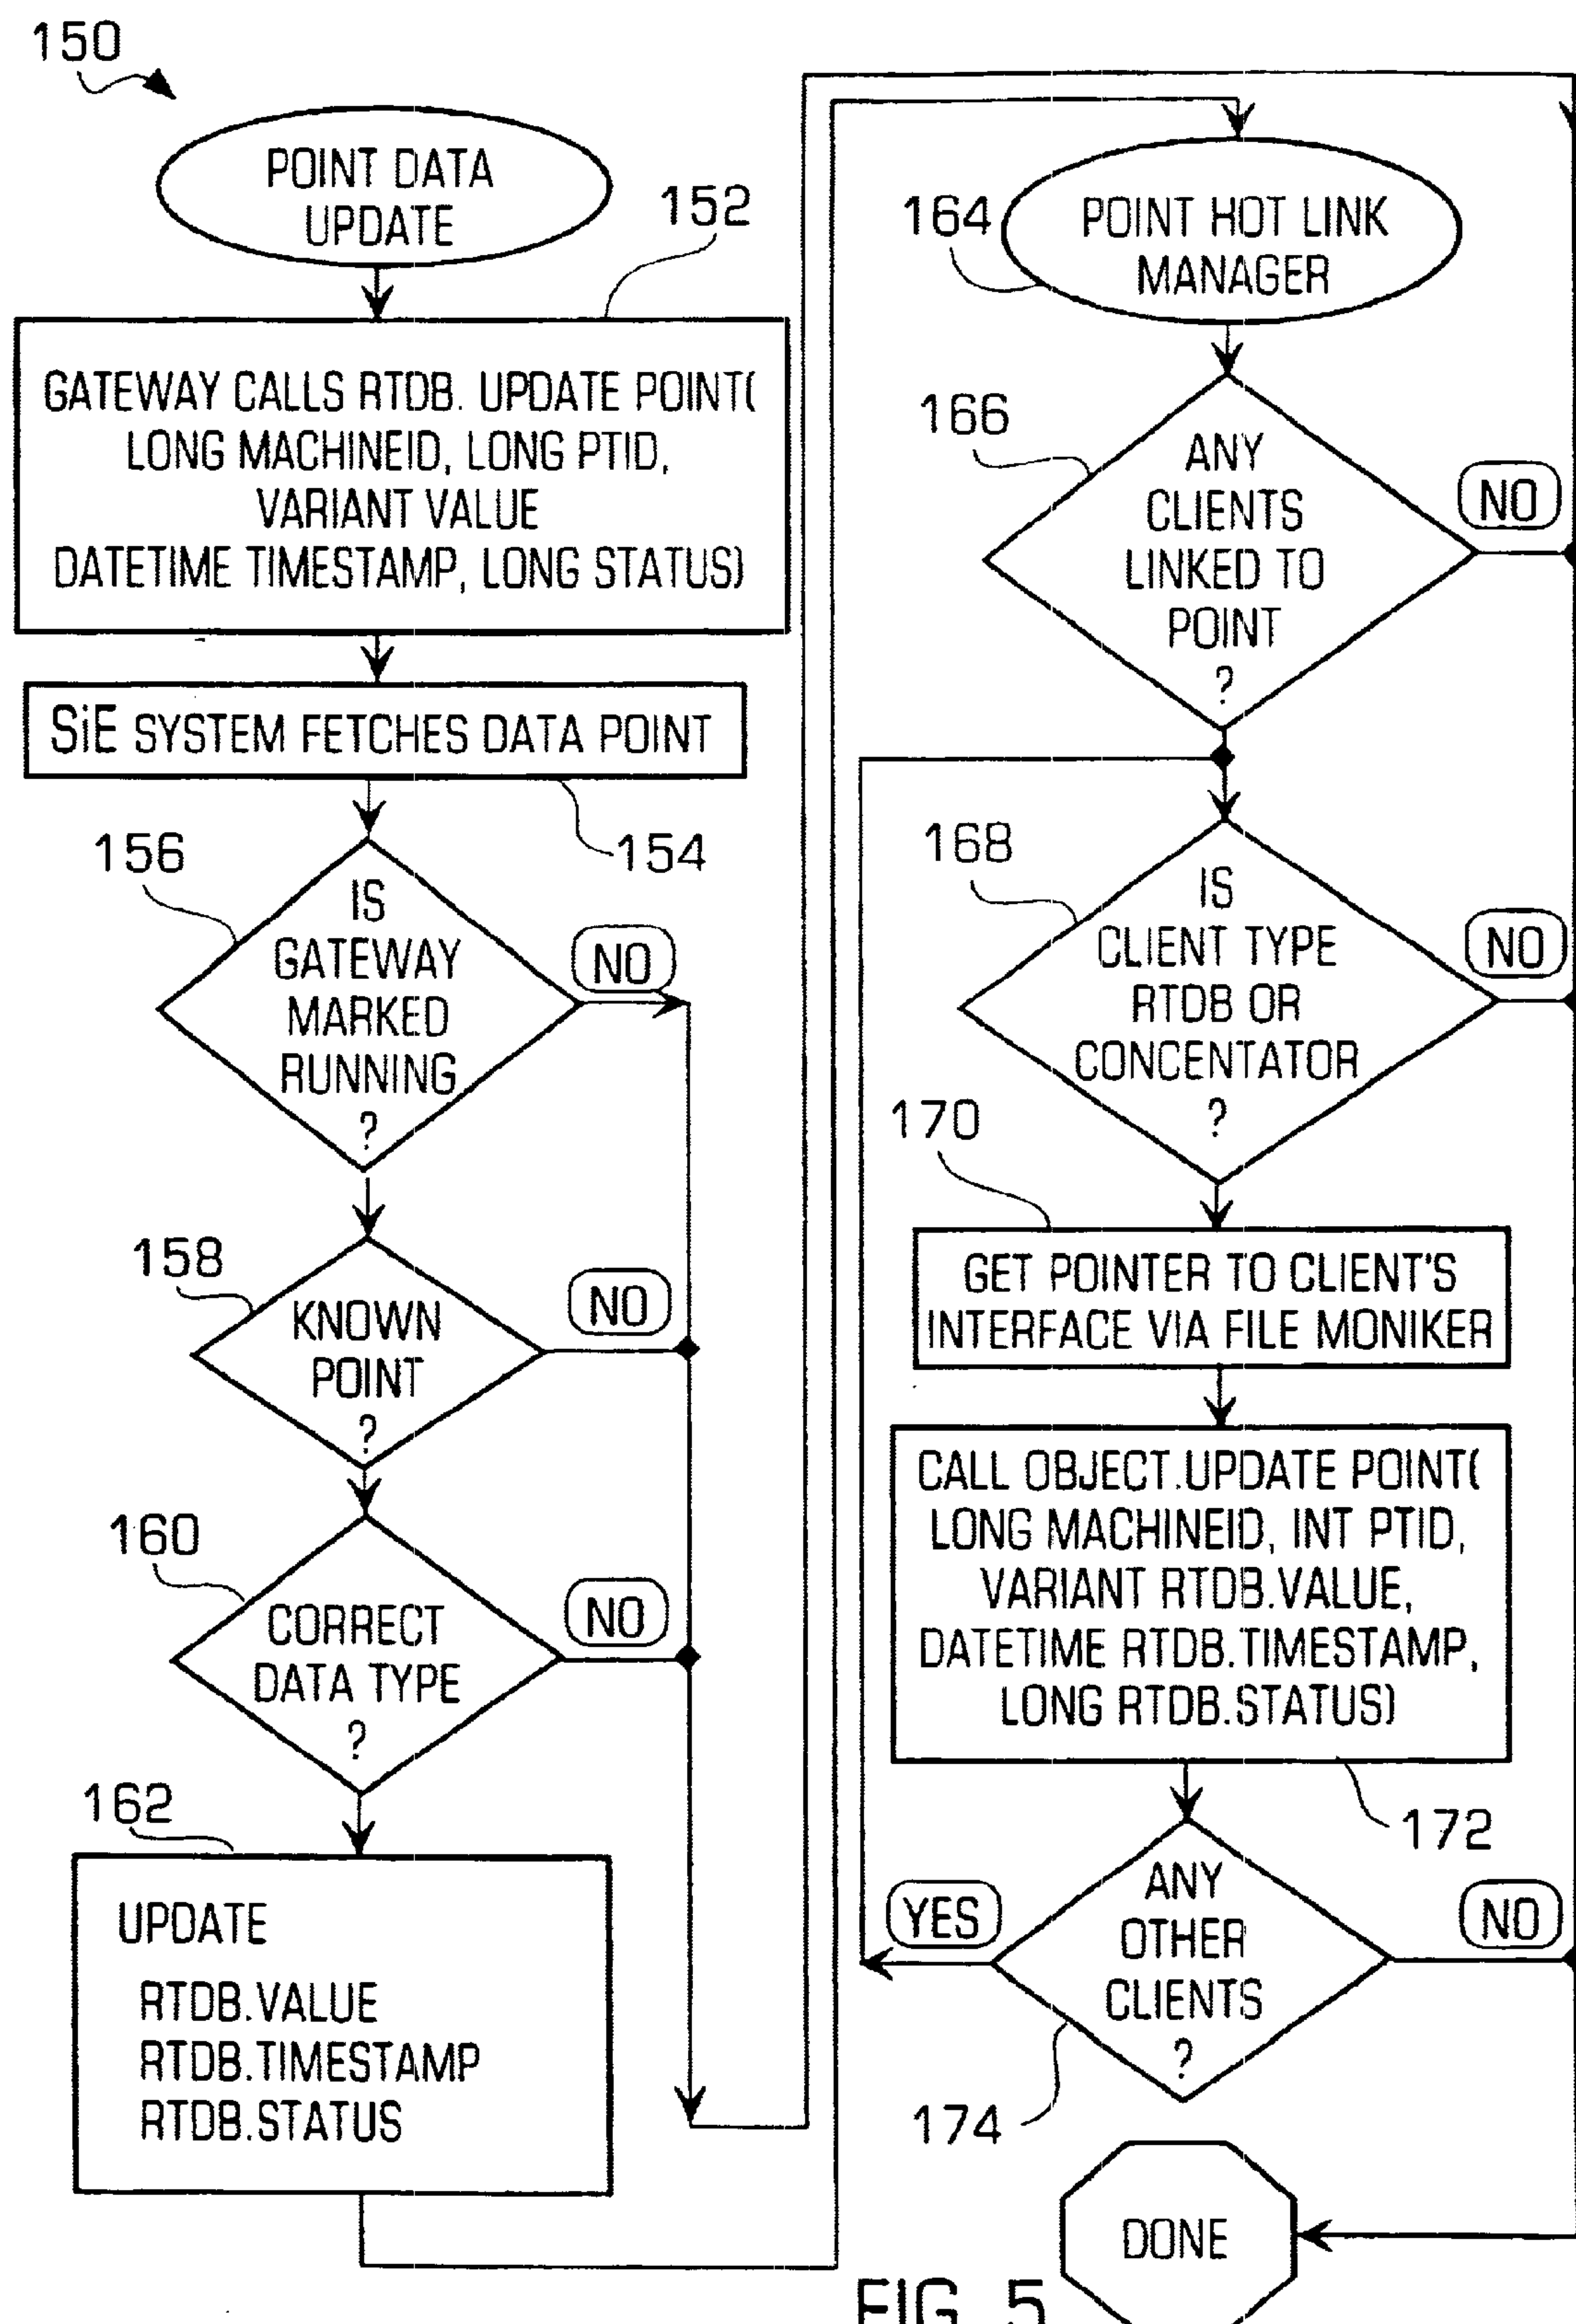 150
POINT DATA
UPDATE
152
GATEWAY CALLS RTDB. UPDATE POINT(
LONG MACHINEID, LONG PTID,
VARIANT VALUE
DATETIME TIMESTAMP, LONG STATUS)
SiE SYSTEM FETCHES DATA POINT
154
156
IS
GATEWAY
MARKED
RUNNING
?
NO
158
KNOWN
POINT
?
NO
160
CORRECT
DATA TYPE
?
NO
162
UPDATE
RTDB.VALUE
RTDB.TIMESTAMP
RTDB.STATUS
164
POINT HOT LINK
MANAGER
166
ANY
CLIENTS
LINKED TO
POINT
?
NO
168
IS
CLIENT TYPE
RTDB OR
CONCENTATOR
?
NO
170
GET POINTER TO CLIENT'S
INTERFACE VIA FILE MONIKER
CALL OBJECT.UPDATE POINT(
LONG MACHINEID, INT PTID,
VARIANT RTDB.VALUE,
DATETIME RTDB.TIMESTAMP,
LONG RTDB.STATUS)
172
YES
ANY
OTHER
CLIENTS
?
NO
174
DONE
FIG. 5